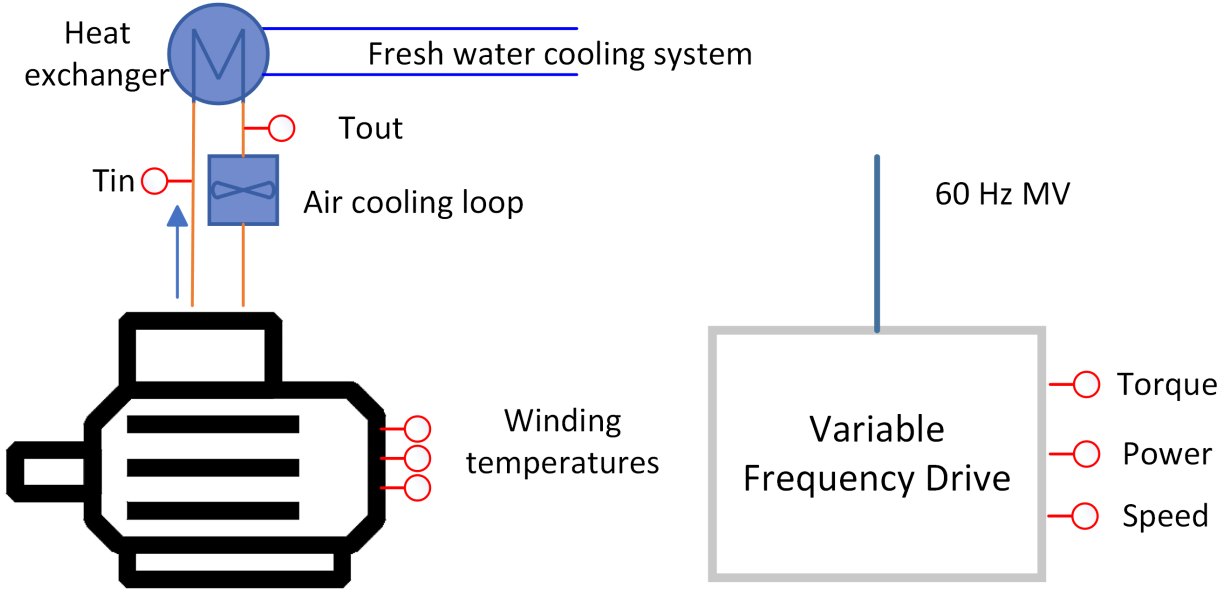 Heat
exchanger
Fresh water cooling system
Tout
Tin
Air cooling loop
60 Hz MV
Winding
temperatures
Variable
Frequency Drive
Torque
Power
Speed